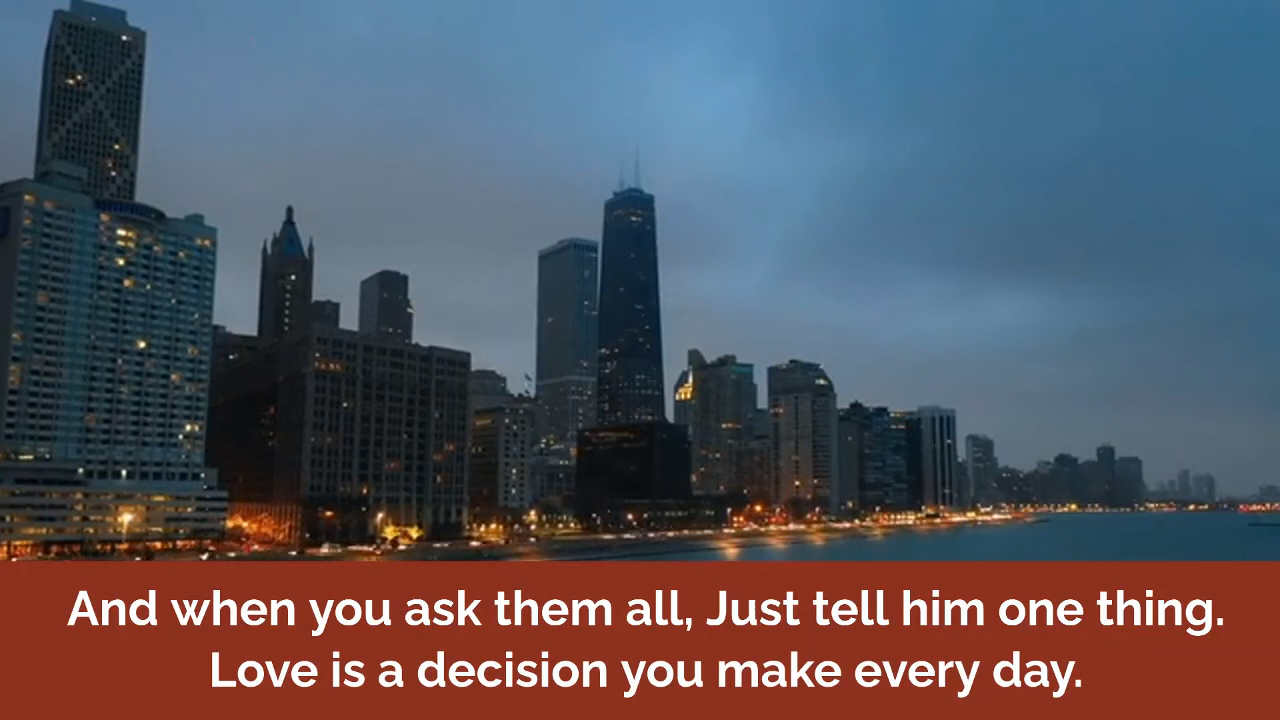 And when you ask them all, Just tell him one thing.
Love is a decision you make every day.